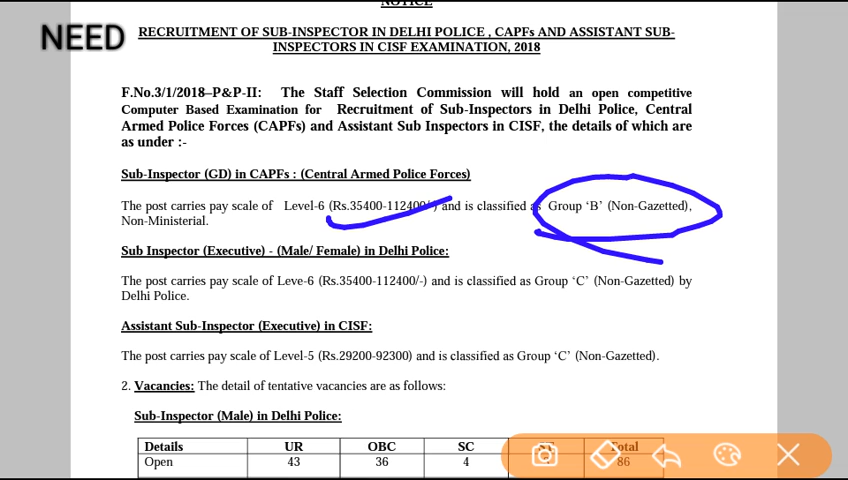 NOTICE
NEED
RECRUITMENT OF SUB-INSPECTOR IN DELHI POLICE , CAPFs AND ASSISTANT SUB-
INSPECTORS IN CISF EXAMINATION, 2018
F.No.3/1/2018–P&P-II: The Staff Selection Commission will hold an open competitive
Computer Based Examination for Recruitment of Sub-Inspectors in Delhi Police, Central
Armed Police Forces (CAPFs) and Assistant Sub Inspectors in CISF, the details of which are
as under :-
Sub-Inspector (GD) in CAPFs : (Central Armed Police Forces)
The post carries pay scale of Level-6 (Rs.35400-112400/-) and is classified as Group ‘B’ (Non-Gazetted),
Non-Ministerial.
Sub Inspector (Executive) - (Male/ Female) in Delhi Police:
The post carries pay scale of Leve-6 (Rs.35400-112400/-) and is classified as Group ‘C’ (Non-Gazetted) by
Delhi Police.
Assistant Sub-Inspector (Executive) in CISF:
The post carries pay scale of Level-5 (Rs.29200-92300) and is classified as Group ‘C’ (Non-Gazetted).
2. Vacancies: The detail of tentative vacancies are as follows:
Sub-Inspector (Male) in Delhi Police:
Details UR OBC SC Total
Open 43 36 4 86